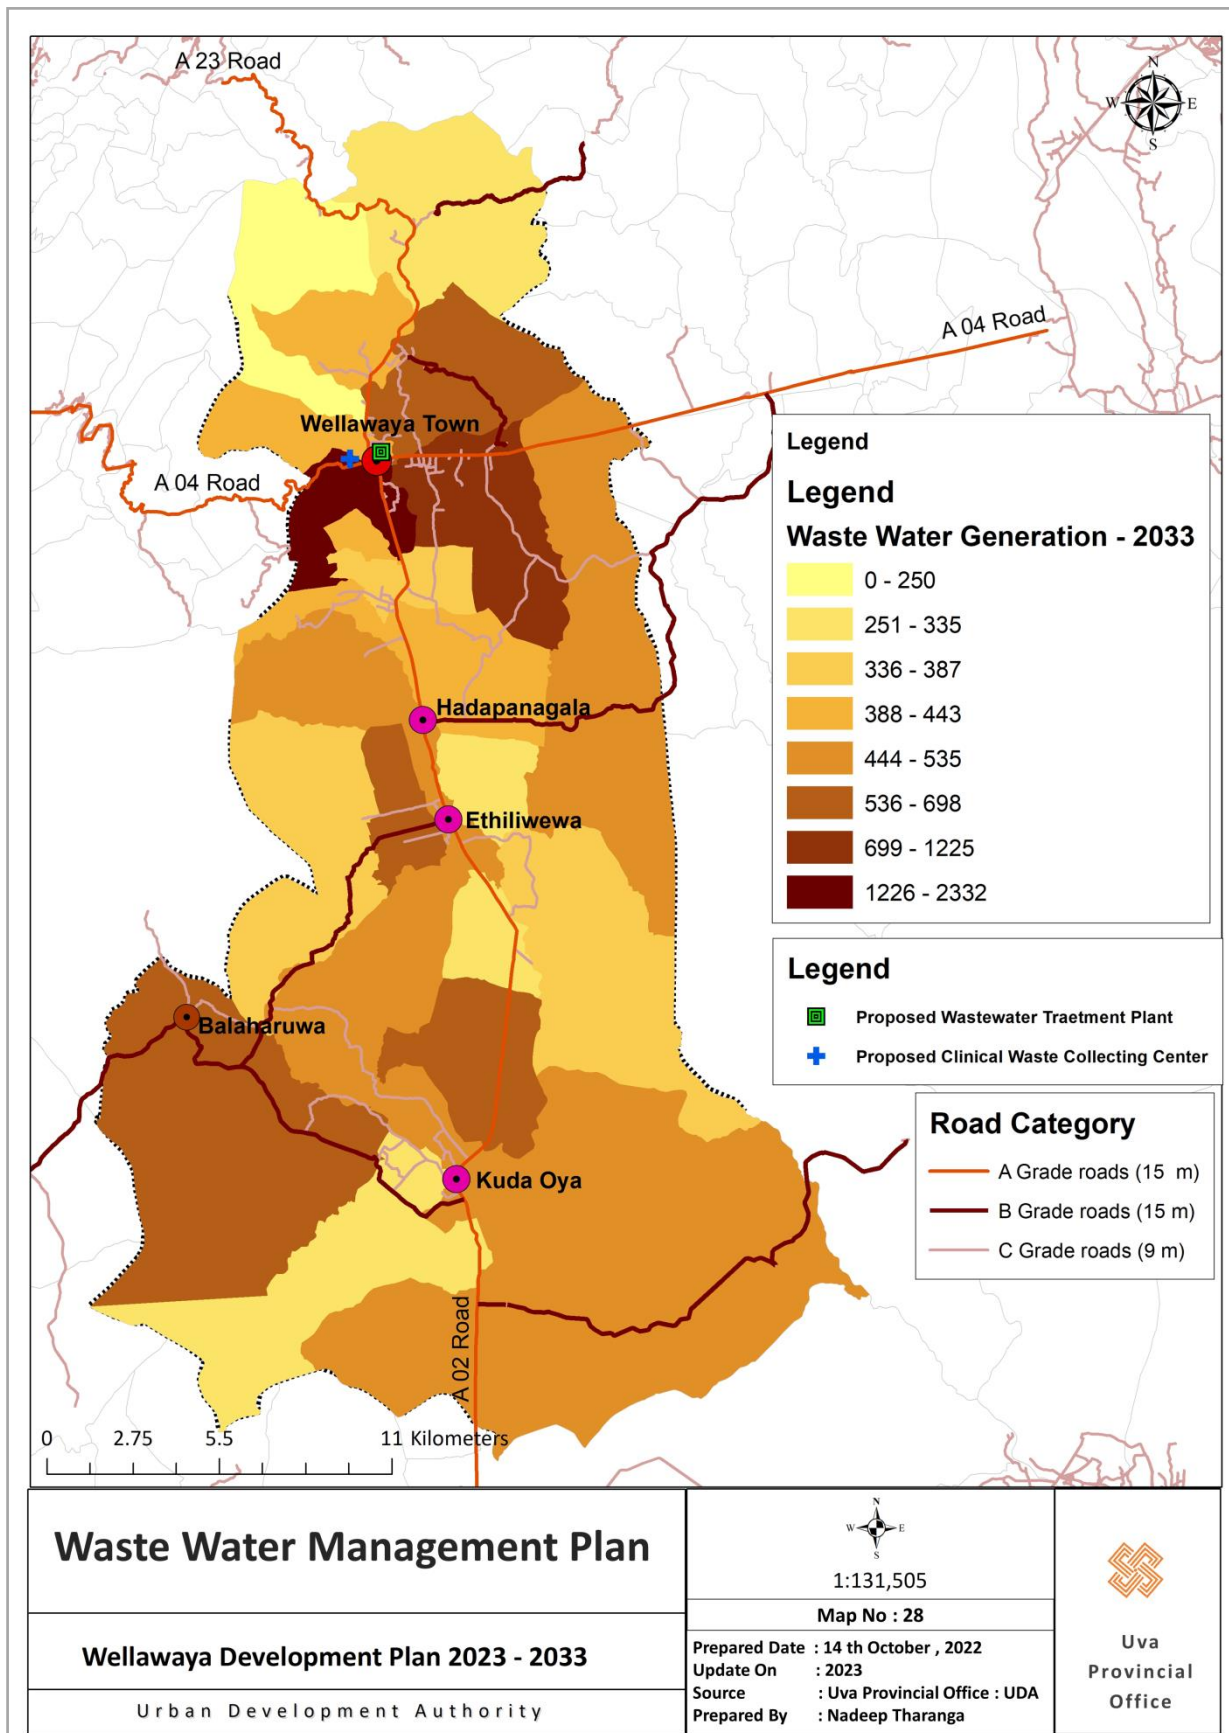 A 23 Road
N
W
E
S
A 04 Road
Wellawaya Town
A 04 Road
Legend
Legend
Waste Water Generation - 2033
0 - 250
251 - 335
336 - 387
388 - 443
444 - 535
536 - 698
699 - 1225
1226 - 2332
Hadapanagala
Ethiliwewa
Legend
Proposed Wastewater Traetment Plant
Proposed Clinical Waste Collecting Center
Balaharuwa
Road Category
A Grade roads (15 m)
B Grade roads (15 m)
C Grade roads (9 m)
Kuda Oya
A 02 Road
0 2.75 5.5 11 Kilometers
Waste Water Management Plan
Wellawaya Development Plan 2023 - 2033
Urban Development Authority
N
W
E
S
1:131,505
Map No : 28
Prepared Date : 14 th October , 2022
Update On : 2023
Source : Uva Provincial Office : UDA
Prepared By : Nadeep Tharanga
Uva
Provincial
Office